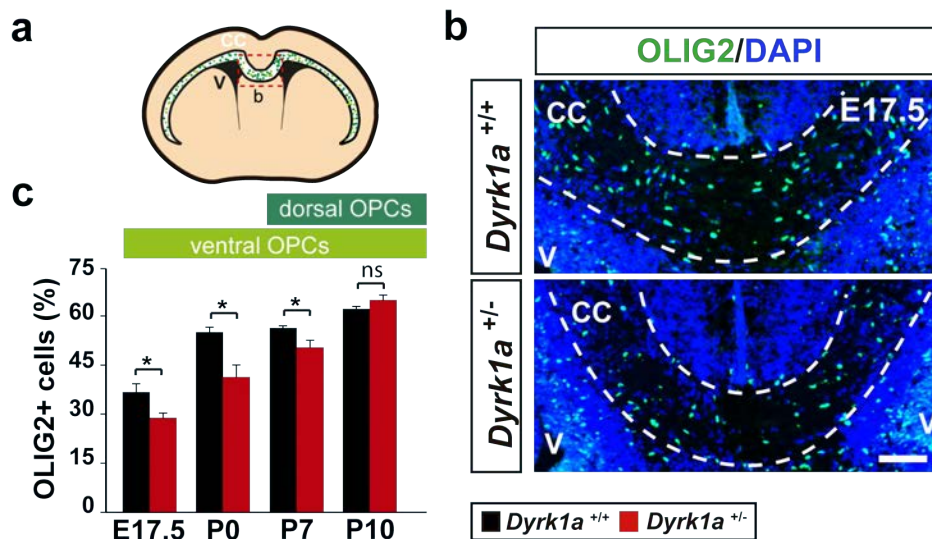 a
CC
V
b
b
OLIG2/DAPI
Dyrk1a +/+
CC
E17.5
V
Dyrk1a +/-
CC
V
V
c
dorsal OPCs
ventral OPCs
OLIG2+ cells (%)
75
60
45
30
15
0
*
*
*
ns
E17.5 P0 P7 P10
Dyrk1a +/+ Dyrk1a +/-